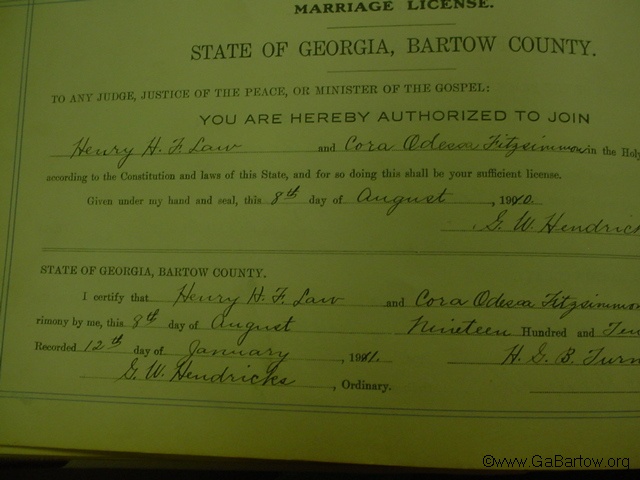 MARRIAGE LICENSE.
STATE OF GEORGIA, BARTOW COUNTY.
TO ANY JUDGE, JUSTICE OF THE PEACE, OR MINISTER OF THE GOSPEL:
YOU ARE HEREBY AUTHORIZED TO JOIN
Henry H. F. Law and Cora Odessa Fitzsimmons in the Holy
according to the Constitution and laws of this State, and for so doing this shall be your sufficient license.
Given under my hand and seal, this 8th day of August, 1910.
G. W. Hendrick
STATE OF GEORGIA, BARTOW COUNTY.
I certify that Henry H. F. Law and Cora Odessa Fitzsimmon
rimony by me, this 8th day of August Nineteen Hundred and Ten
Recorded 12th day of January, 1911. H. G. B. Turn
G. W. Hendricks, Ordinary.
©www.GaBartow.org